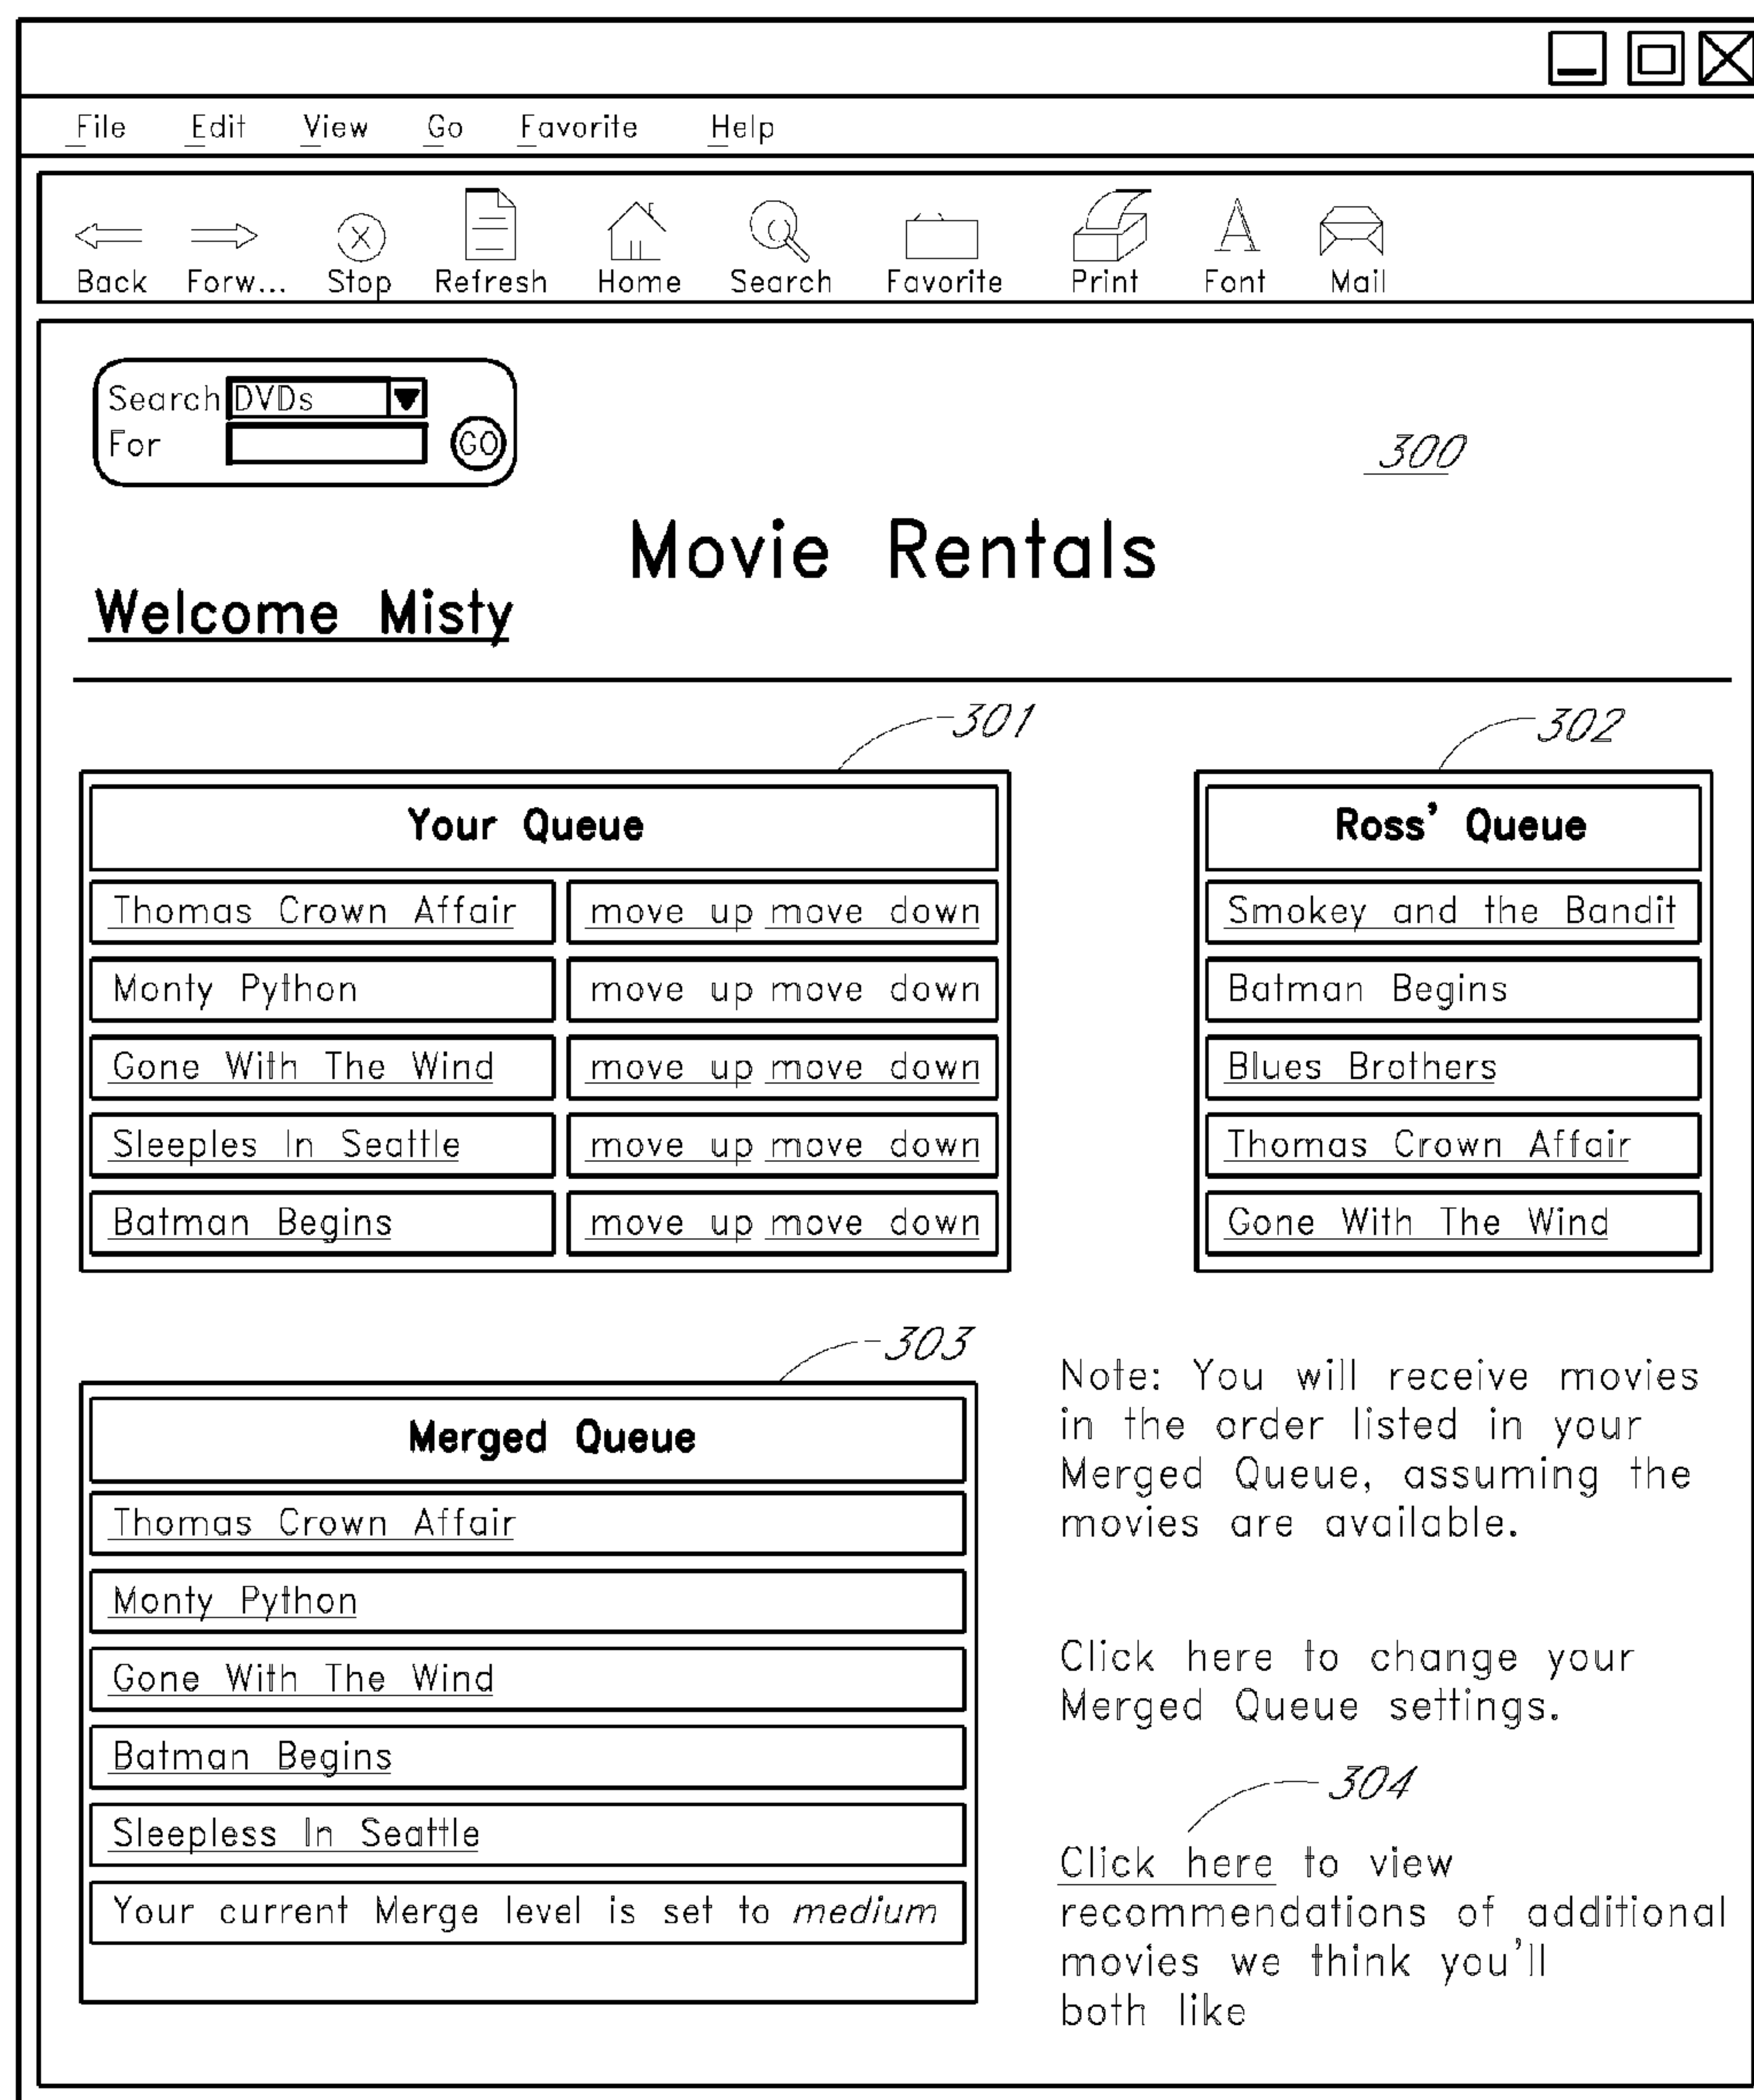 File Edit View Go Favorite Help
Back Forw... Stop Refresh Home Search Favorite Print Font Mail
Search DVDs
For GO
300
Movie Rentals
Welcome Misty
301
302
Your Queue
Thomas Crown Affair move up move down
Monty Python move up move down
Gone With The Wind move up move down
Sleeples In Seattle move up move down
Batman Begins move up move down
Ross' Queue
Smokey and the Bandit
Batman Begins
Blues Brothers
Thomas Crown Affair
Gone With The Wind
303
Merged Queue
Thomas Crown Affair
Monty Python
Gone With The Wind
Batman Begins
Sleepless In Seattle
Your current Merge level is set to medium
Note: You will receive movies
in the order listed in your
Merged Queue, assuming the
movies are available.
Click here to change your
Merged Queue settings.
304
Click here to view
recommendations of additional
movies we think you'll
both like